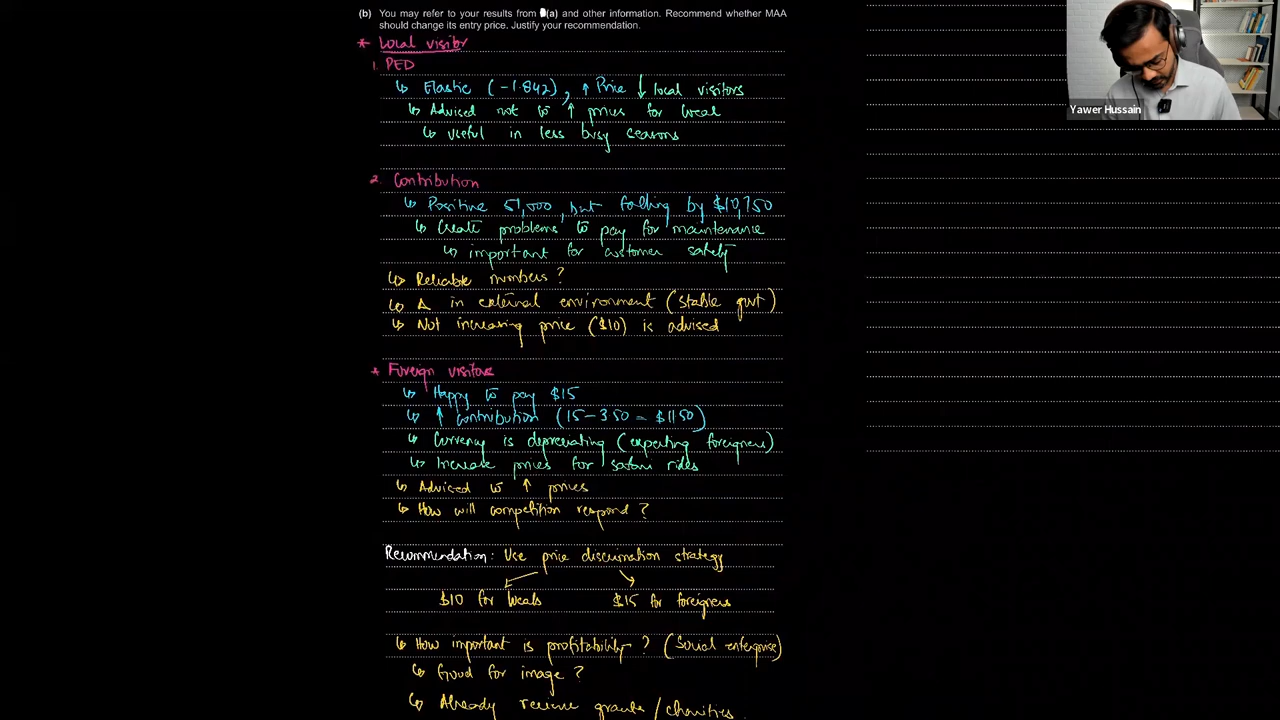 (b) You may refer to your results from (a) and other information. Recommend whether MAA
should change its entry price. Justify your recommendation.
* Local visitor
1. PED
↳ Elastic (-1.842), ↑ Price ↓ local visitors
↳ Advised not to ↑ prices for local
↳ useful in less busy seasons
2. Contribution
↳ Positive 51,000, but falling by $10,750
↳ Create problems to pay for maintenance
↳ important for customer safety
↳ Reliable numbers?
↳ Δ in external environment (stable govt)
↳ Not increasing price ($10) is advised
* Foreign visitors
↳ Happy to pay $15
↳ ↑ contribution (15-3.50 = $11.50)
↳ Currency is depreciating (expecting foreigners)
↳ Increase prices for safari rides
↳ Advised to ↑ prices
↳ How will competition respond?
Recommendation: Use price discrimination strategy
$10 for locals $15 for foreigners
↳ How important is profitability? (Social enterprise)
↳ Good for image?
↳ Already receive grants/charities.
Yawer Hussain